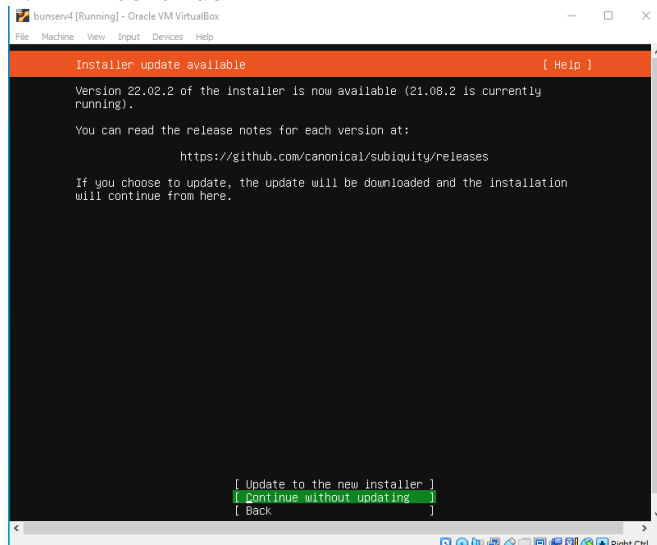 bunserv4 [Running] - Oracle VM VirtualBox
File Machine View Input Devices Help
Installer update available [ Help ]
Version 22.02.2 of the installer is now available (21.08.2 is currently
running).
You can read the release notes for each version at:
https://github.com/canonical/subiquity/releases
If you choose to update, the update will be downloaded and the installation
will continue from here.
[ Update to the new installer ]
[ Continue without updating ]
[ Back ]
Right Ctrl